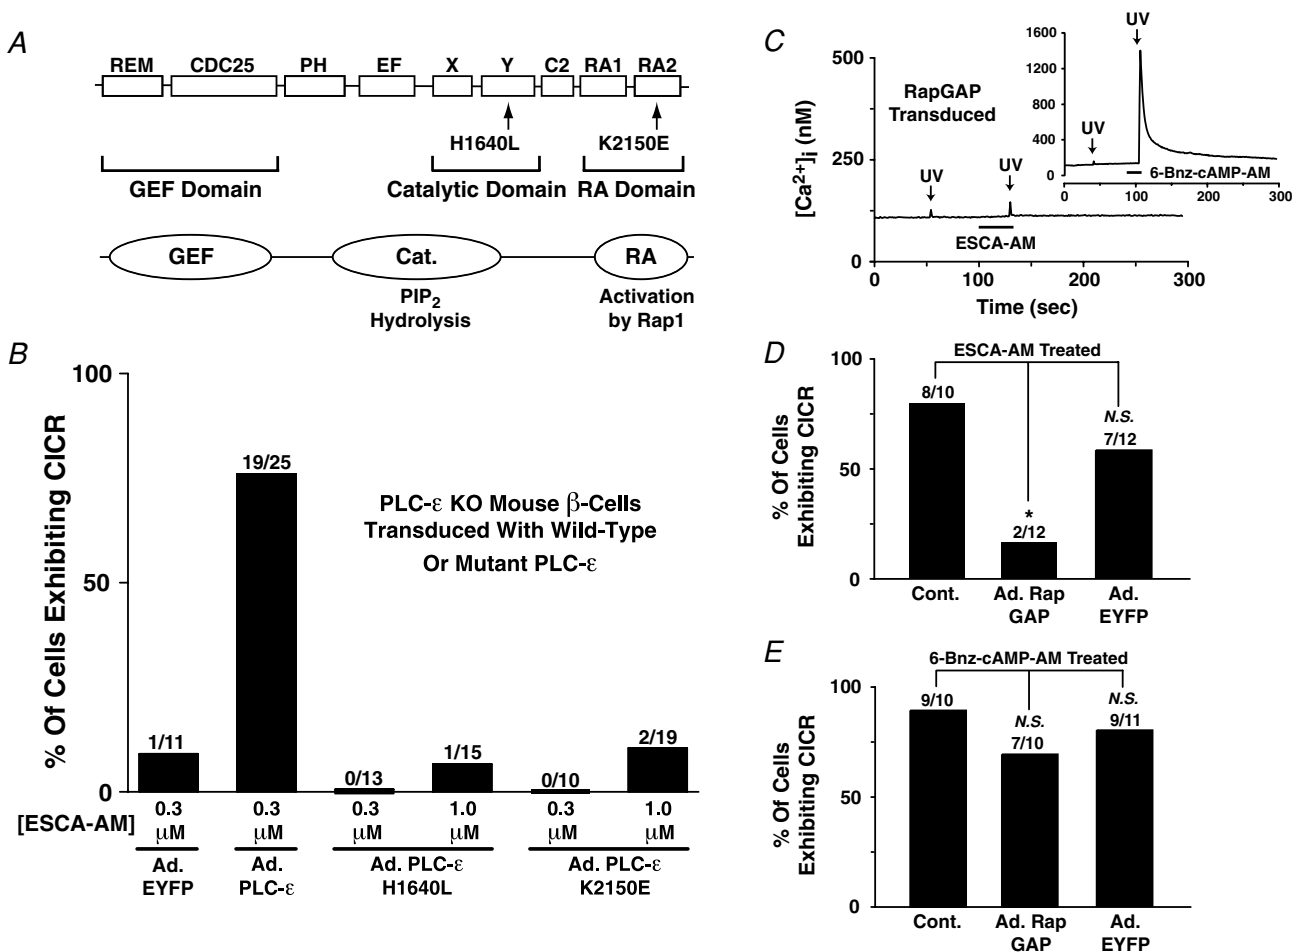 A
REM CDC25 PH EF X Y C2 RA1 RA2
H1640L K2150E
GEF Domain Catalytic Domain RA Domain
GEF Cat. RA
PIP2 Hydrolysis
Activation by Rap1
B
% Of Cells Exhibiting CICR
100
50
0
1/11
19/25
0/13
1/15
0/10
2/19
PLC-ε KO Mouse β-Cells
Transduced With Wild-Type
Or Mutant PLC-ε
[ESCA-AM]
0.3 0.3 0.3 1.0 0.3 1.0
μM μM μM μM μM μM
Ad. EYFP
Ad. PLC-ε
Ad. PLC-ε H1640L
Ad. PLC-ε K2150E
C
[Ca2+]i (nM)
500
250
0
RapGAP
Transduced
UV
UV
ESCA-AM
0 100 200 300
Time (sec)
1600
1200
800
400
0
UV
UV
6-Bnz-cAMP-AM
0 100 200 300
D
% Of Cells
Exhibiting CICR
100
50
0
ESCA-AM Treated
8/10
*
2/12
N.S.
7/12
Cont.
Ad. Rap
GAP
Ad.
EYFP
E
% Of Cells
Exhibiting CICR
100
50
0
6-Bnz-cAMP-AM Treated
9/10
N.S.
7/10
N.S.
9/11
Cont.
Ad. Rap
GAP
Ad.
EYFP